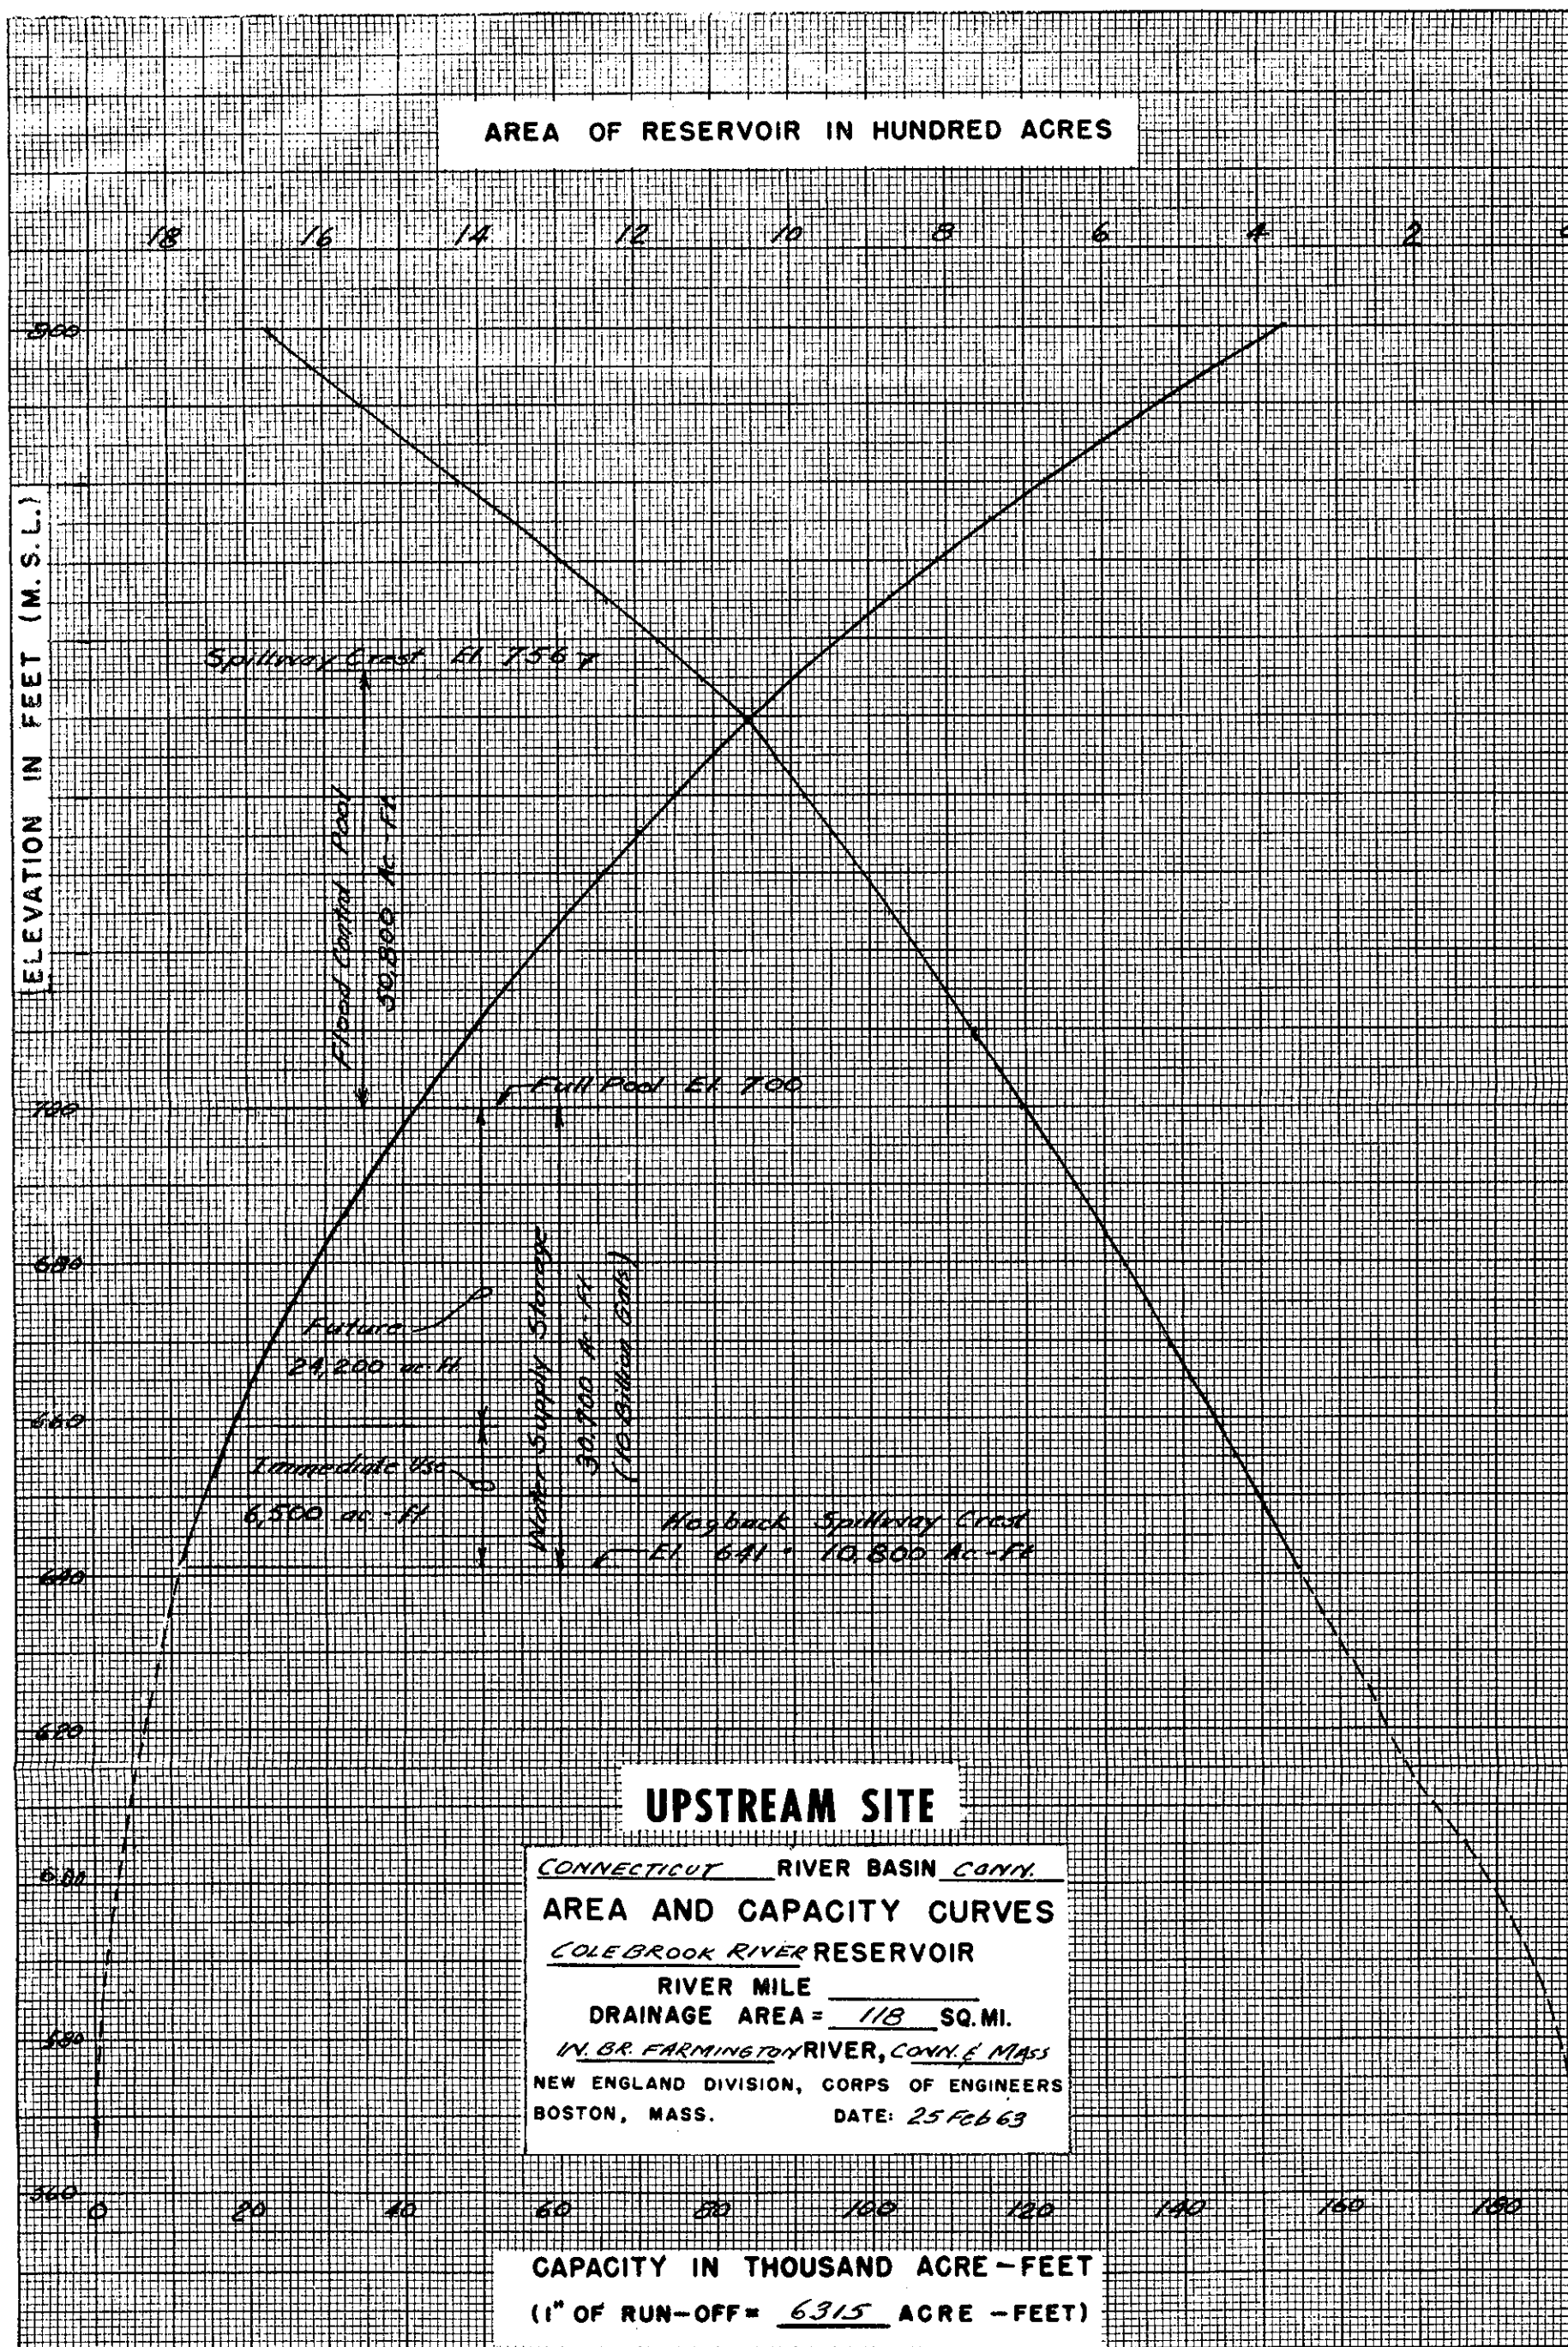 AREA OF RESERVOIR IN HUNDRED ACRES
18 16 14 12 10 8 6 4 2 0
ELEVATION IN FEET (M.S.L.)
800
Spillway Crest El. 756.7
Flood Control Pool
50,800 Ac-Ft.
Full Pool El. 700
700
680
Future
24,200 ac-ft.
Water Supply Storage
30,700 Ac-Ft
(10 Billion Gals)
660
Immediate Use
6,500 ac-ft
Hogback Spillway Crest
El. 641 = 10,800 Ac.-Ft
640
620
UPSTREAM SITE
CONNECTICUT RIVER BASIN CONN.
600
AREA AND CAPACITY CURVES
COLEBROOK RIVER RESERVOIR
RIVER MILE
DRAINAGE AREA = 118 SQ. MI.
580
W. BR. FARMINGTON RIVER, CONN. & MASS
NEW ENGLAND DIVISION, CORPS OF ENGINEERS
BOSTON, MASS. DATE: 25 Feb 63
560
0 20 40 60 80 100 120 140 160 180
CAPACITY IN THOUSAND ACRE-FEET
(1" OF RUN-OFF = 6315 ACRE-FEET)